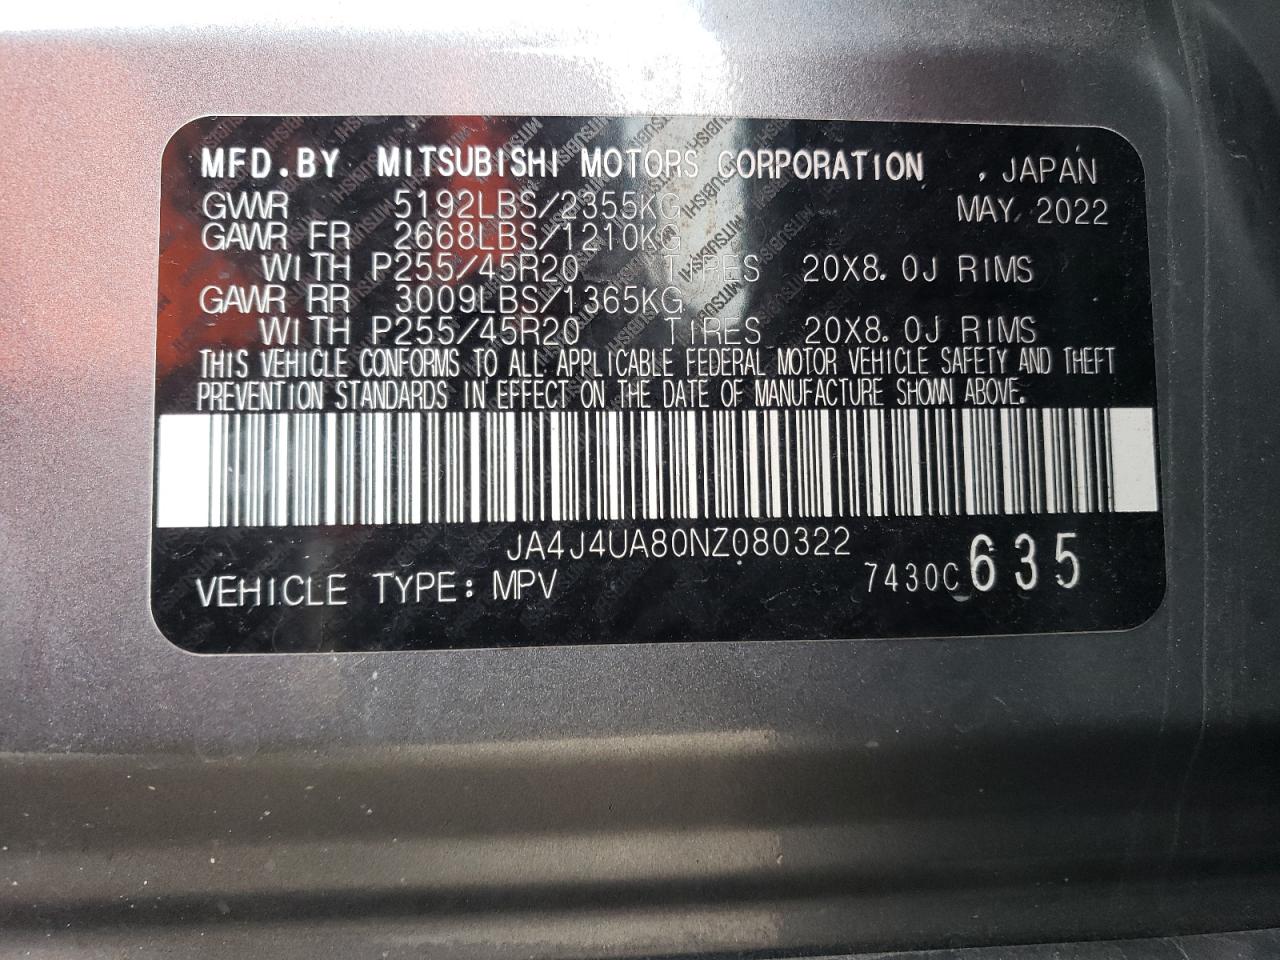 MFD.BY MITSUBISHI MOTORS CORPORATION , JAPAN
GVWR 5192LBS/2355KG MAY, 2022
GAWR FR 2668LBS/1210KG
WITH P255/45R20 TIRES 20X8.0J RIMS
GAWR RR 3009LBS/1365KG
WITH P255/45R20 TIRES 20X8.0J RIMS
THIS VEHICLE CONFORMS TO ALL APPLICABLE FEDERAL MOTOR VEHICLE SAFETY AND THEFT
PREVENTION STANDARDS IN EFFECT ON THE DATE OF MANUFACTURE SHOWN ABOVE.
JA4J4UA80NZ080322
VEHICLE TYPE: MPV 7430C 635